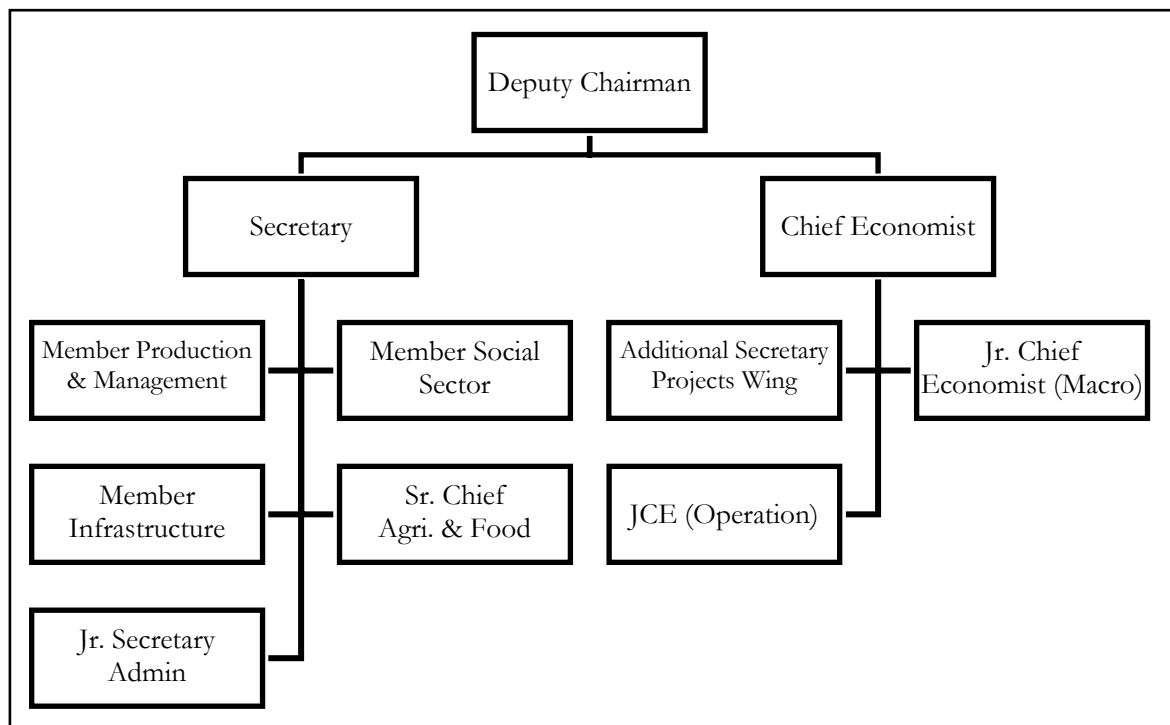 Deputy Chairman
Secretary
Chief Economist
Member Production
& Management
Member Social
Sector
Additional Secretary
Projects Wing
Jr. Chief
Economist (Macro)
Member
Infrastructure
Sr. Chief
Agri. & Food
JCE (Operation)
Jr. Secretary
Admin